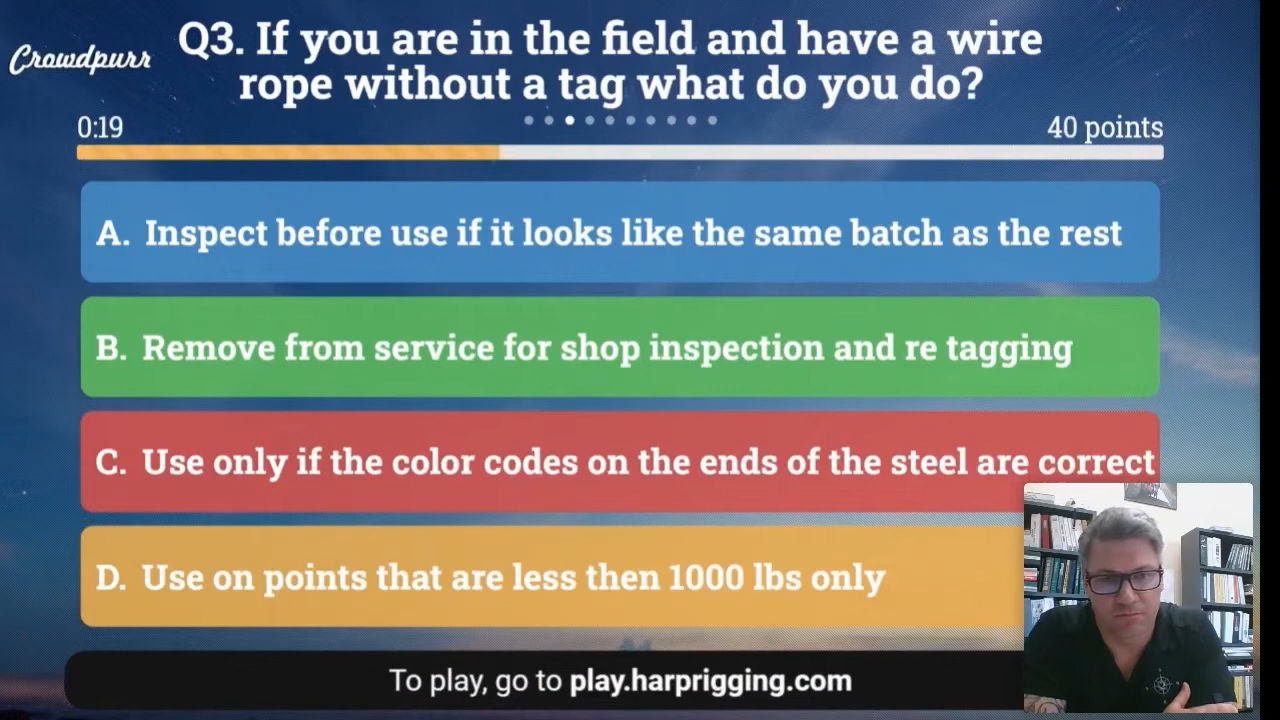 Crowdpurr
Q3. If you are in the field and have a wire
rope without a tag what do you do?
0:19
40 points
A. Inspect before use if it looks like the same batch as the rest
B. Remove from service for shop inspection and re tagging
C. Use only if the color codes on the ends of the steel are correct
D. Use on points that are less then 1000 lbs only
To play, go to play.harprigging.com